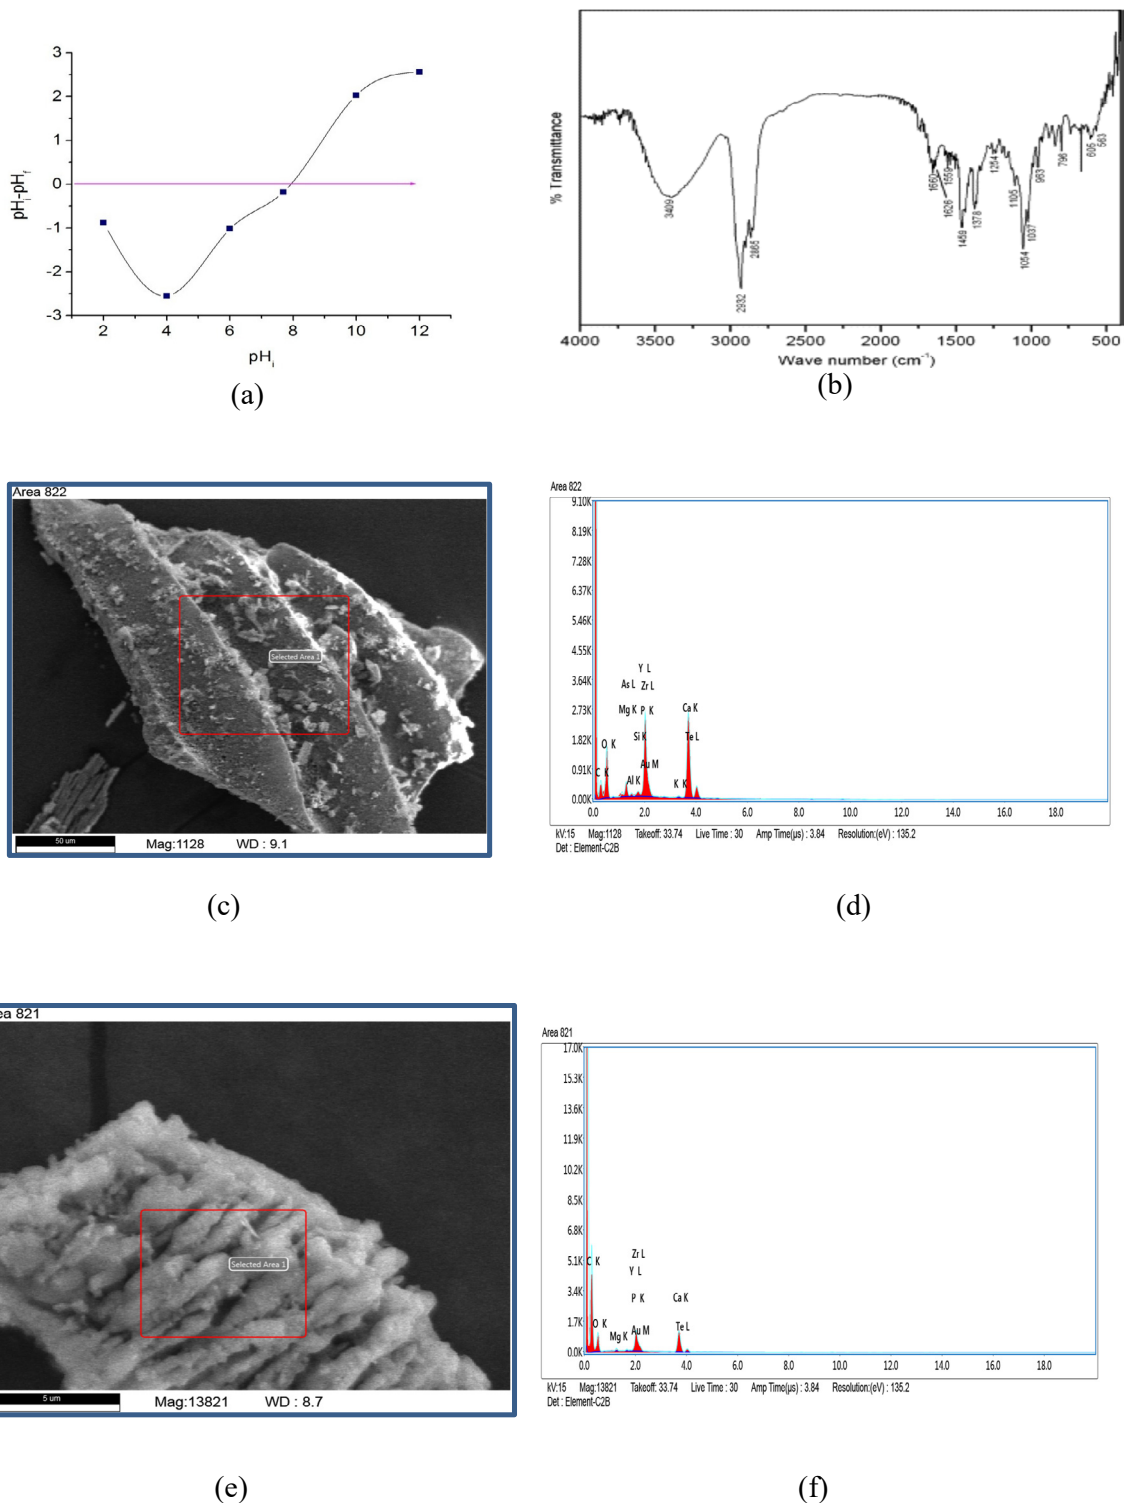 3
2
1
0
-1
-2
-3
pHi-pHf
2 4 6 8 10 12
pHi
(a)
% Transmittance
3409
2932
2865
1660
1626
1559
1459
1378
1264
1105
1054
1037
963
796
606
563
4000 3500 3000 2500 2000 1500 1000 500
Wave number (cm-1)
(b)
Area 822
Selected Area 1
50 um
Mag:1128 WD : 9.1
(c)
Area 822
9.10K
8.19K
7.28K
6.37K
5.46K
4.55K
3.64K
2.73K
1.82K
0.91K
0.00K
Y L
As L Zr L
Mg K P K Ca K
O K Si K Te L
C K Al K Au M K K
0.0 2.0 4.0 6.0 8.0 10.0 12.0 14.0 16.0 18.0
kV:15 Mag:1128 Takeoff: 33.74 Live Time : 30 Amp Time(µs) : 3.84 Resolution:(eV) : 135.2
Det : Element-C2B
(d)
ea 821
Selected Area 1
5 um
Mag:13821 WD : 8.7
(e)
Area 821
17.0K
15.3K
13.6K
11.9K
10.2K
8.5K
6.8K
5.1K
3.4K
1.7K
0.0K
Zr L
C K Y L
P K Ca K
O K Mg K Au M Te L
0.0 2.0 4.0 6.0 8.0 10.0 12.0 14.0 16.0 18.0
kV:15 Mag:13821 Takeoff: 33.74 Live Time : 30 Amp Time(µs) : 3.84 Resolution:(eV) : 135.2
Det : Element-C2B
(f)